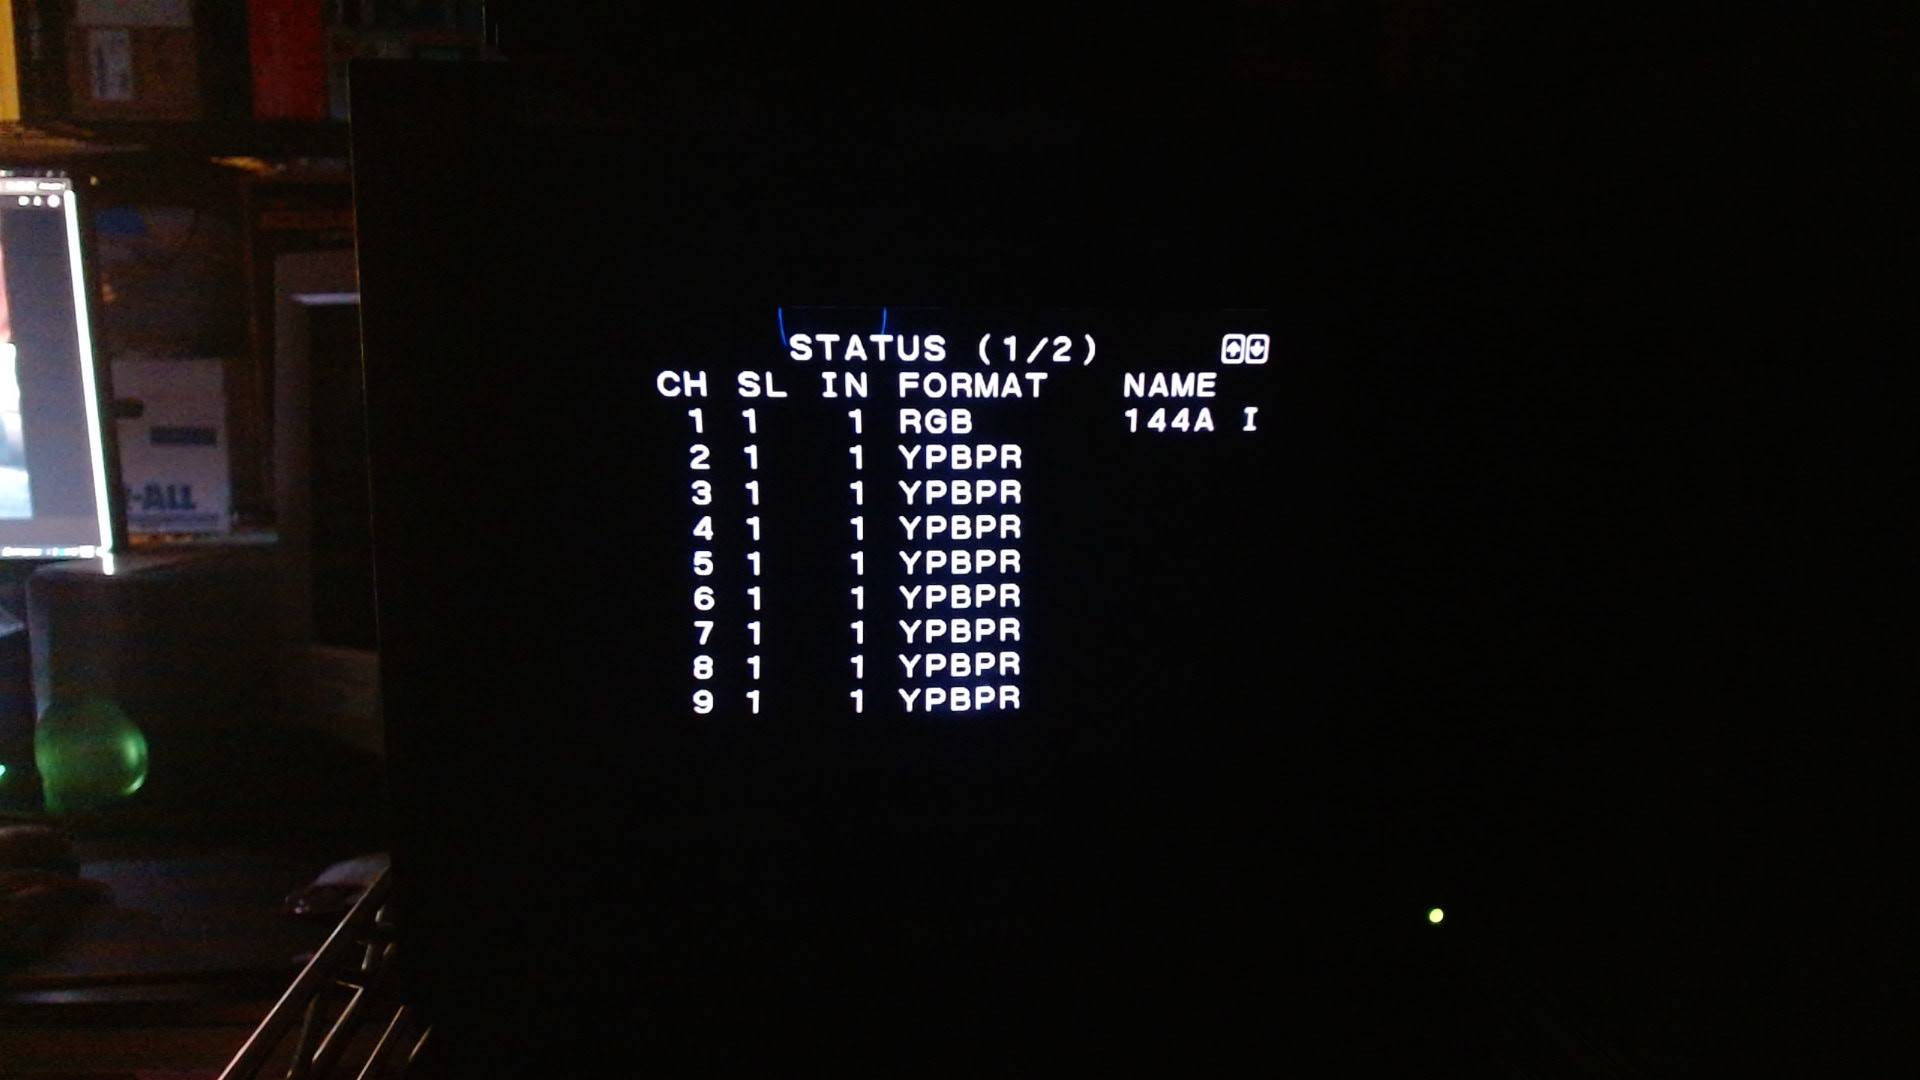 STATUS (1/2)
CH SL IN FORMAT NAME
1 1 1 RGB 144A I
2 1 1 YPBPR
3 1 1 YPBPR
4 1 1 YPBPR
5 1 1 YPBPR
6 1 1 YPBPR
7 1 1 YPBPR
8 1 1 YPBPR
9 1 1 YPBPR
-ALL